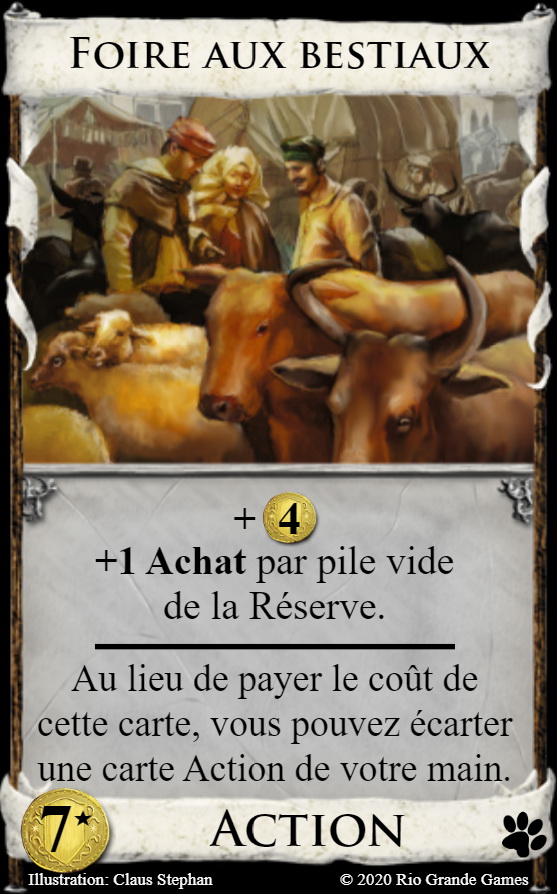 FOIRE AUX BESTIAUX
+ 4
+1 Achat par pile vide
de la Réserve.
Au lieu de payer le coût de
cette carte, vous pouvez écarter
une carte Action de votre main.
7*
ACTION
Illustration: Claus Stephan
© 2020 Rio Grande Games